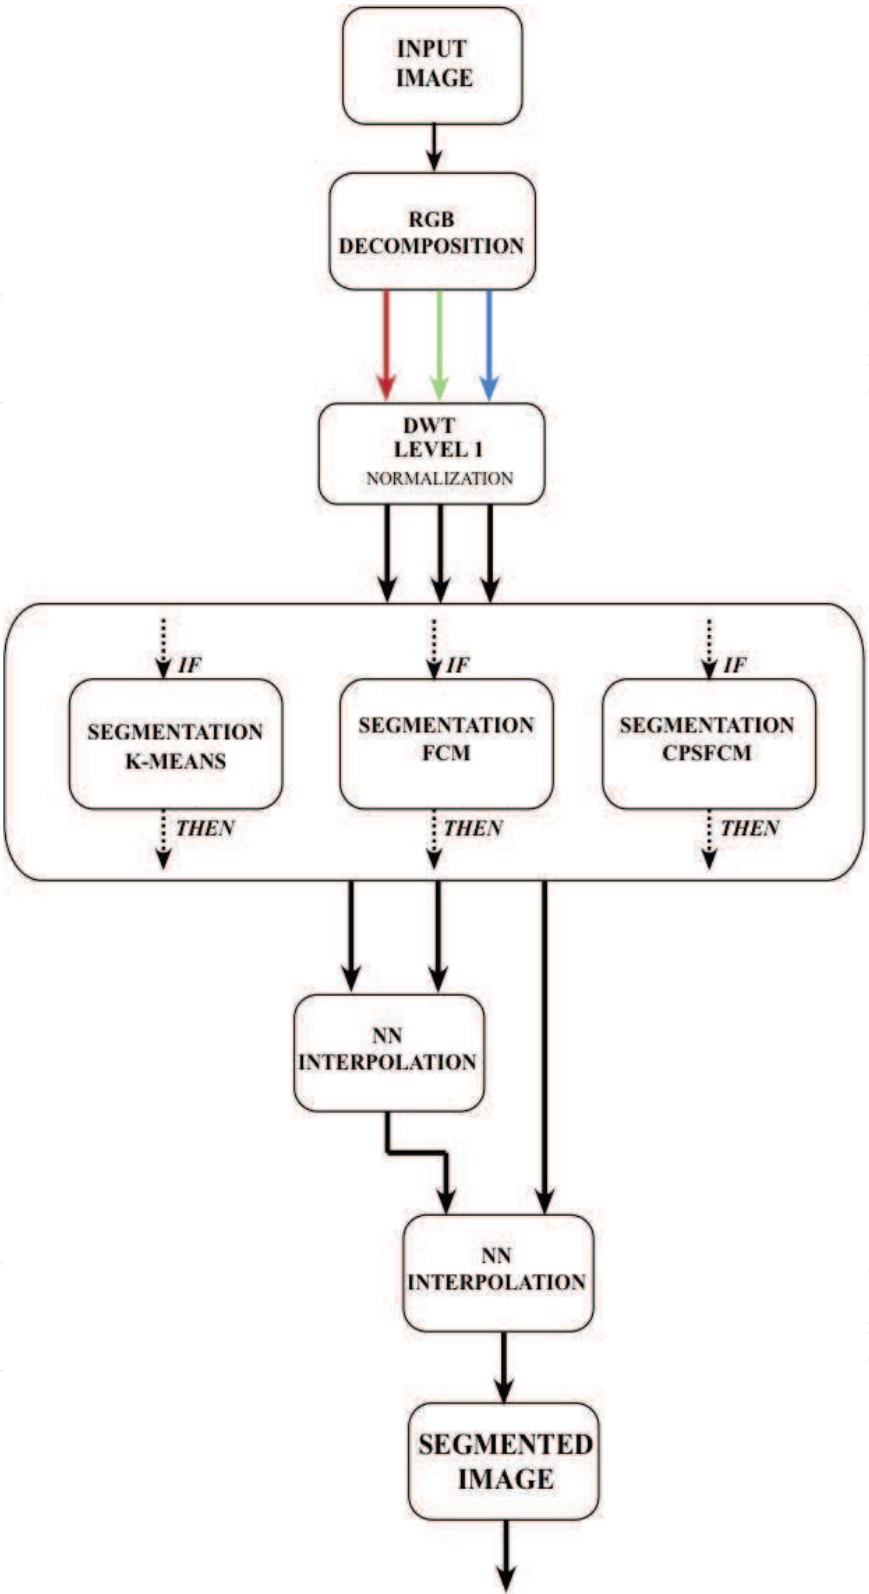 INPUT
IMAGE
RGB
DECOMPOSITION
DWT
LEVEL 1
NORMALIZATION
IF
IF
IF
SEGMENTATION
K-MEANS
SEGMENTATION
FCM
SEGMENTATION
CPSFCM
THEN
THEN
THEN
NN
INTERPOLATION
NN
INTERPOLATION
SEGMENTED
IMAGE